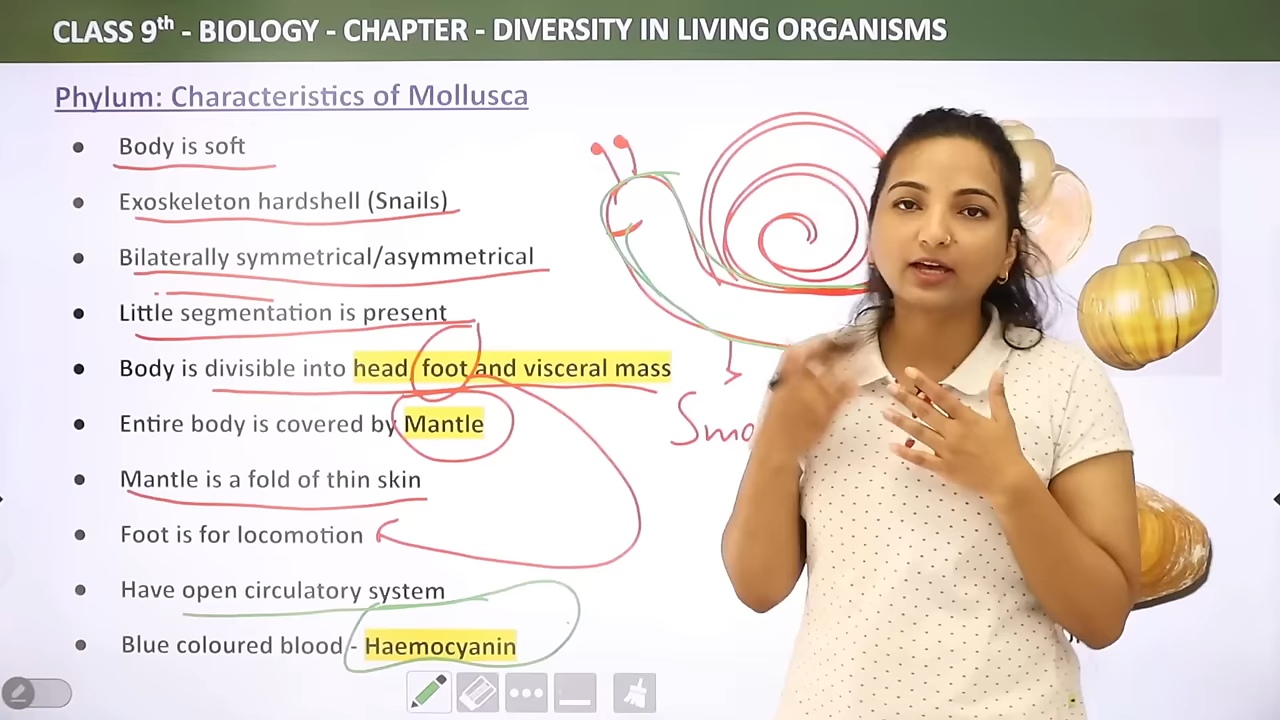 CLASS 9th - BIOLOGY - CHAPTER - DIVERSITY IN LIVING ORGANISMS
Phylum: Characteristics of Mollusca
• Body is soft
• Exoskeleton hardshell (Snails)
• Bilaterally symmetrical/asymmetrical
• Little segmentation is present
• Body is divisible into head foot and visceral mass
• Entire body is covered by Mantle
• Mantle is a fold of thin skin
• Foot is for locomotion
• Have open circulatory system
• Blue coloured blood - Haemocyanin